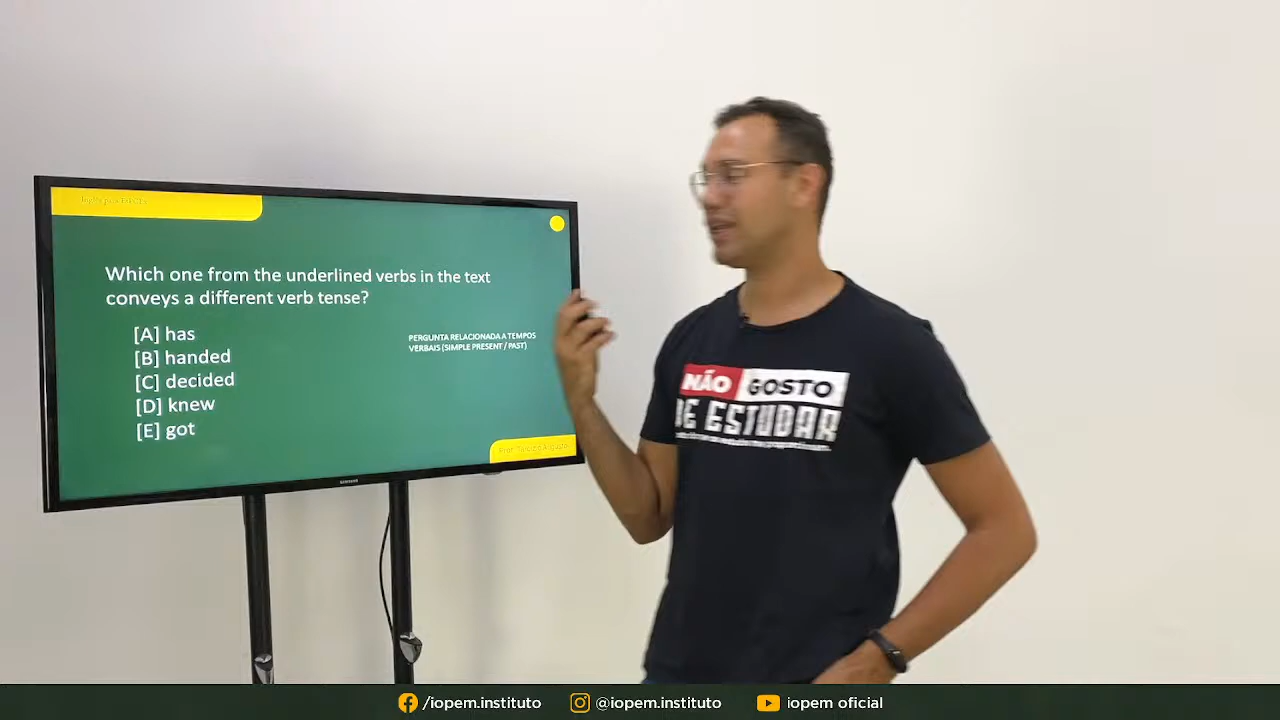 Which one from the underlined verbs in the text
conveys a different verb tense?
[A] has
[B] handed
[C] decided
[D] knew
[E] got
PERGUNTA RELACIONADA A TEMPOS
VERBAIS (SIMPLE PRESENT / PAST)
SAMSUNG
NÃO GOSTO
DE ESTUDAR
/iopem.instituto
@iopem.instituto
iopem oficial